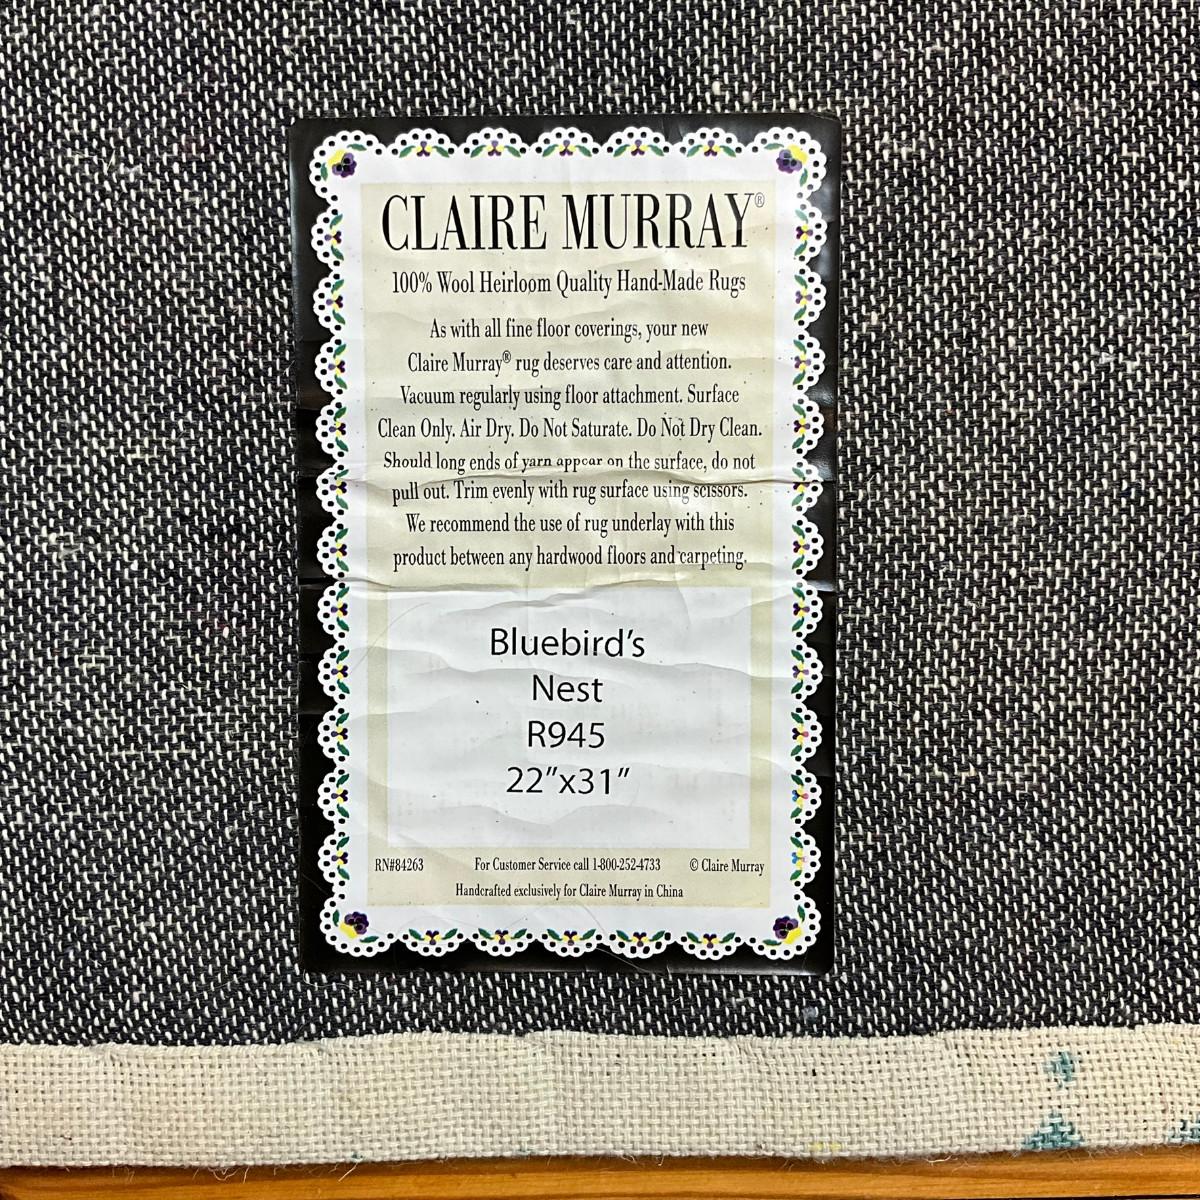 CLAIRE MURRAY®
100% Wool Heirloom Quality Hand-Made Rugs
As with all fine floor coverings, your new
Claire Murray® rug deserves care and attention.
Vacuum regularly using floor attachment. Surface
Clean Only. Air Dry. Do Not Saturate. Do Not Dry Clean.
Should long ends of yarn appear on the surface, do not
pull out. Trim evenly with rug surface using scissors.
We recommend the use of rug underlay with this
product between any hardwood floors and carpeting.
Bluebird's
Nest
R945
22"x31"
RN#84263 For Customer Service call 1-800-252-4733 © Claire Murray
Handcrafted exclusively for Claire Murray in China